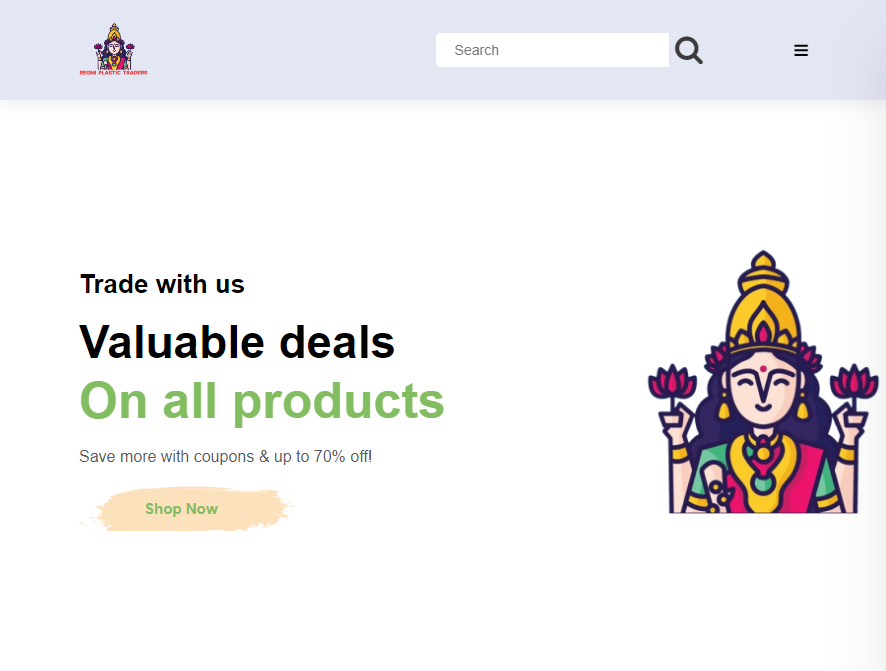 REGMI PLASTIC TRADERS
Search
Trade with us
Valuable deals
On all products
Save more with coupons & up to 70% off!
Shop Now